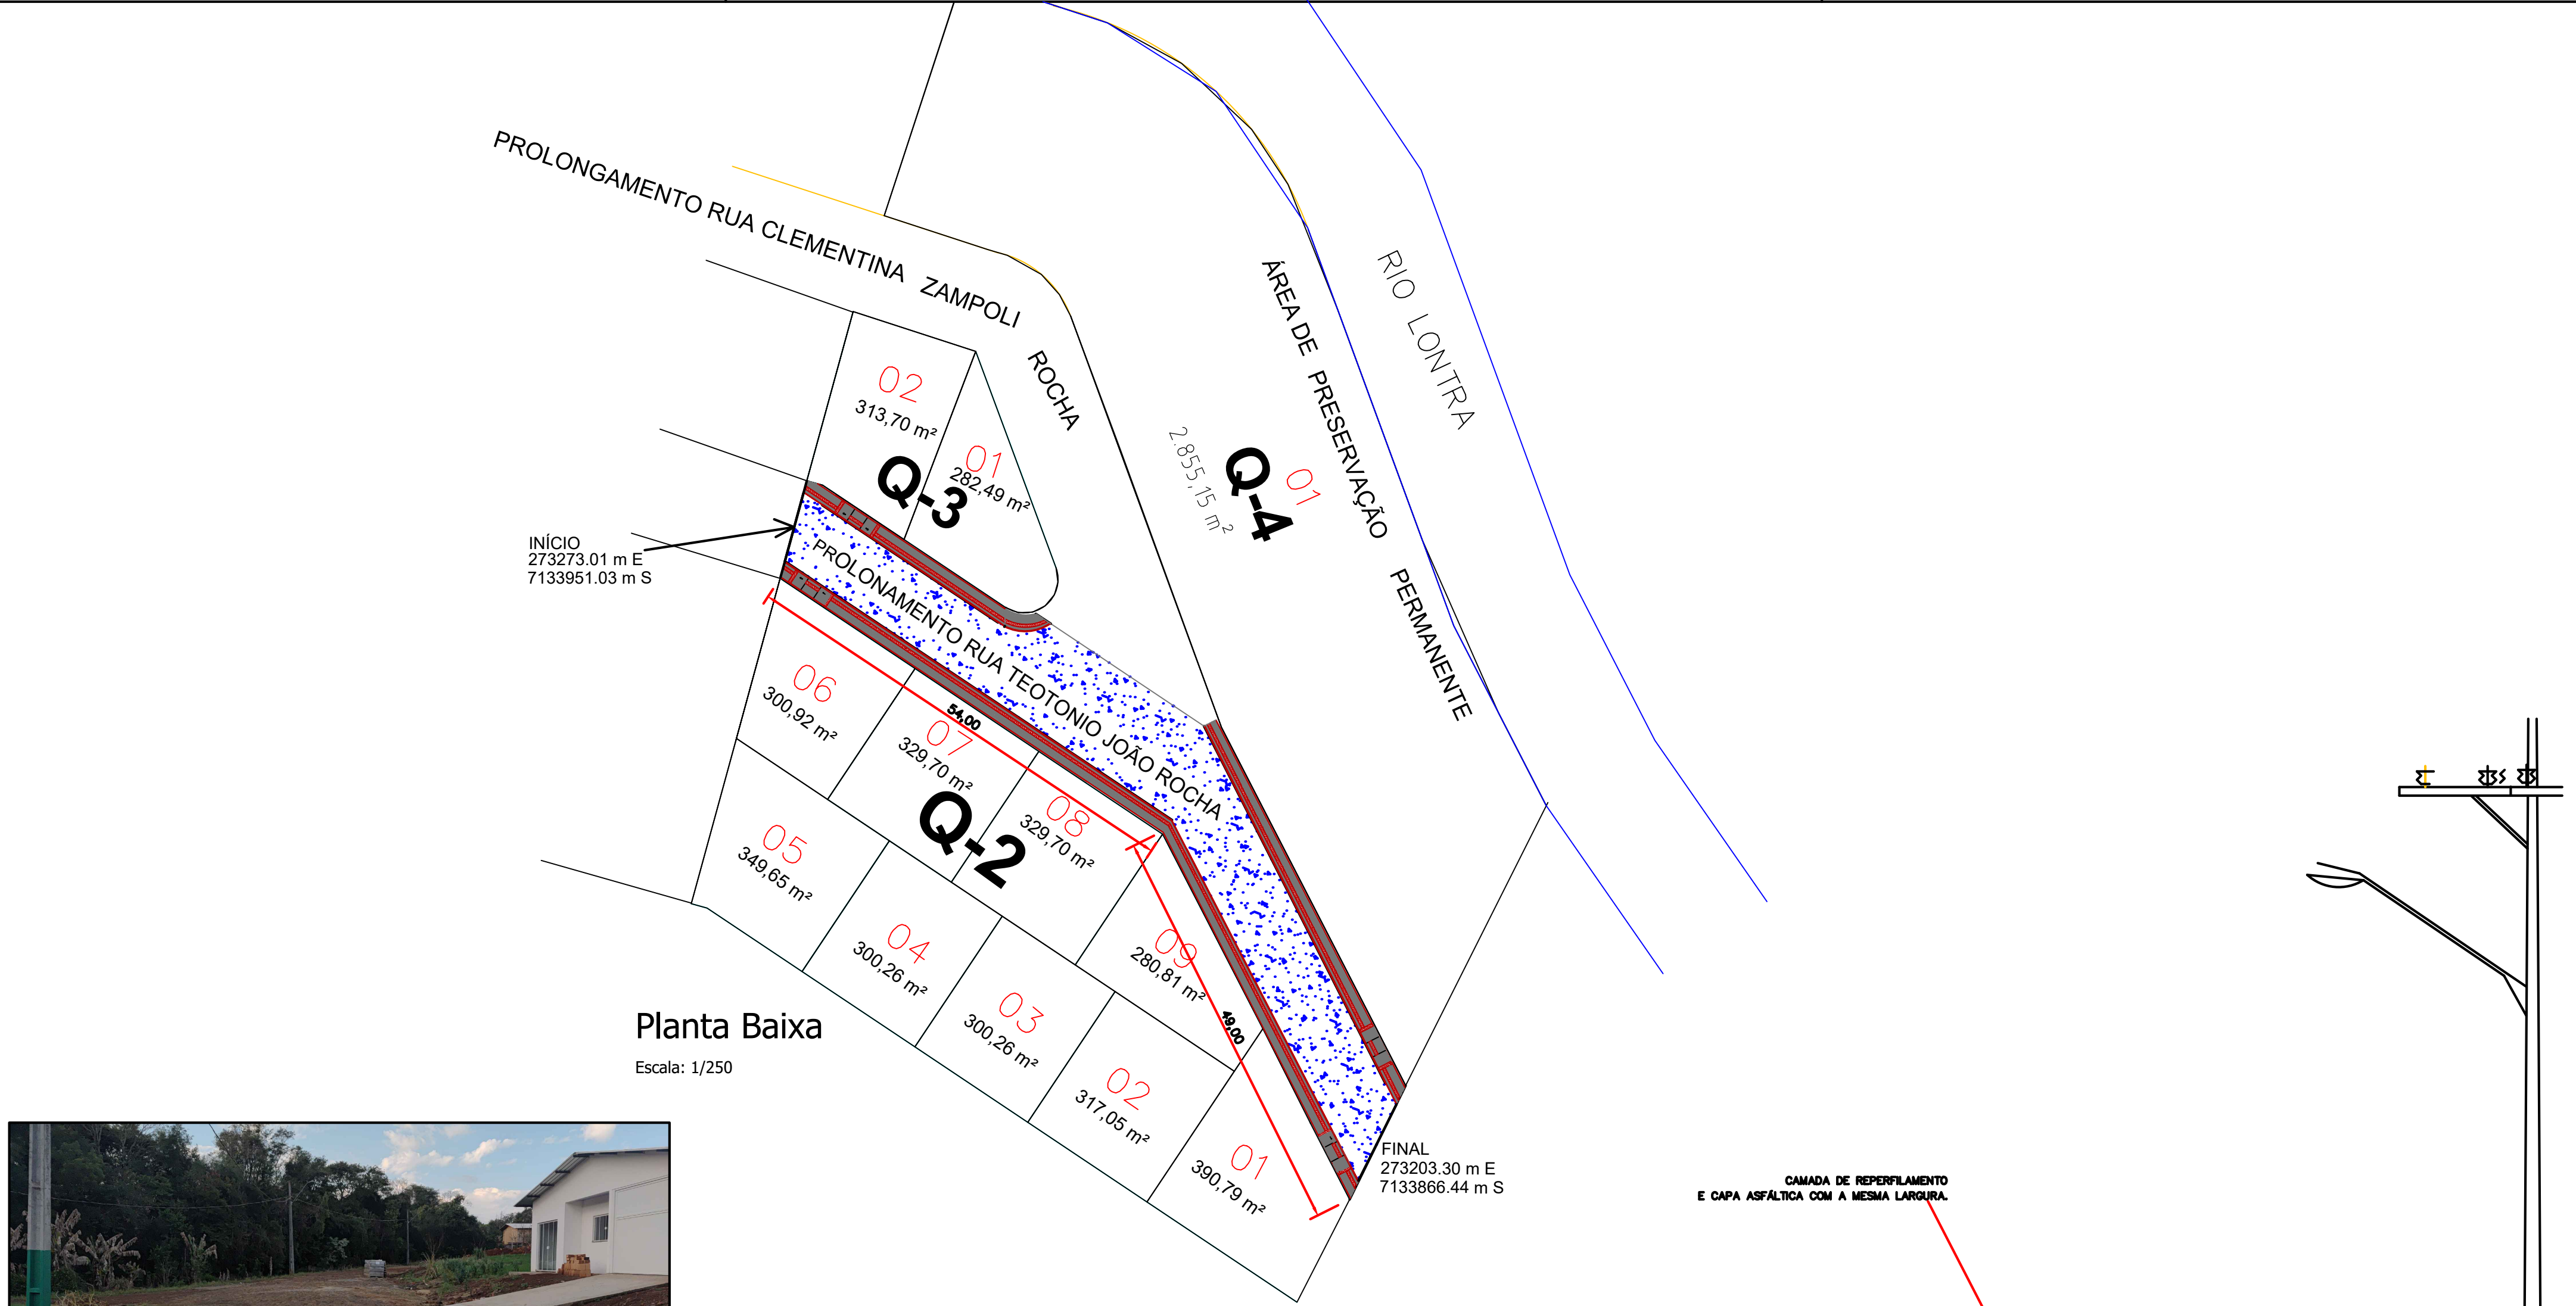 PROLONGAMENTO RUA CLEMENTINA ZAMPOLI ROCHA
RIO LONTRA
ÁREA DE PRESERVAÇÃO PERMANENTE
02
313,70 m²
01
282,49 m²
Q-3
01
Q-4
2.855,15 m²
INÍCIO
273273.01 m E
7133951.03 m S
PROLONAMENTO RUA TEOTONIO JOÃO ROCHA
54,00
06
300,92 m²
07
329,70 m²
08
329,70 m²
Q-2
09
280,81 m²
49,00
05
349,65 m²
04
300,26 m²
03
300,26 m²
02
317,05 m²
01
390,79 m²
Planta Baixa
Escala: 1/250
FINAL
273203.30 m E
7133866.44 m S
CAMADA DE REPERFILAMENTO
E CAPA ASFÁLTICA COM A MESMA LARGURA.